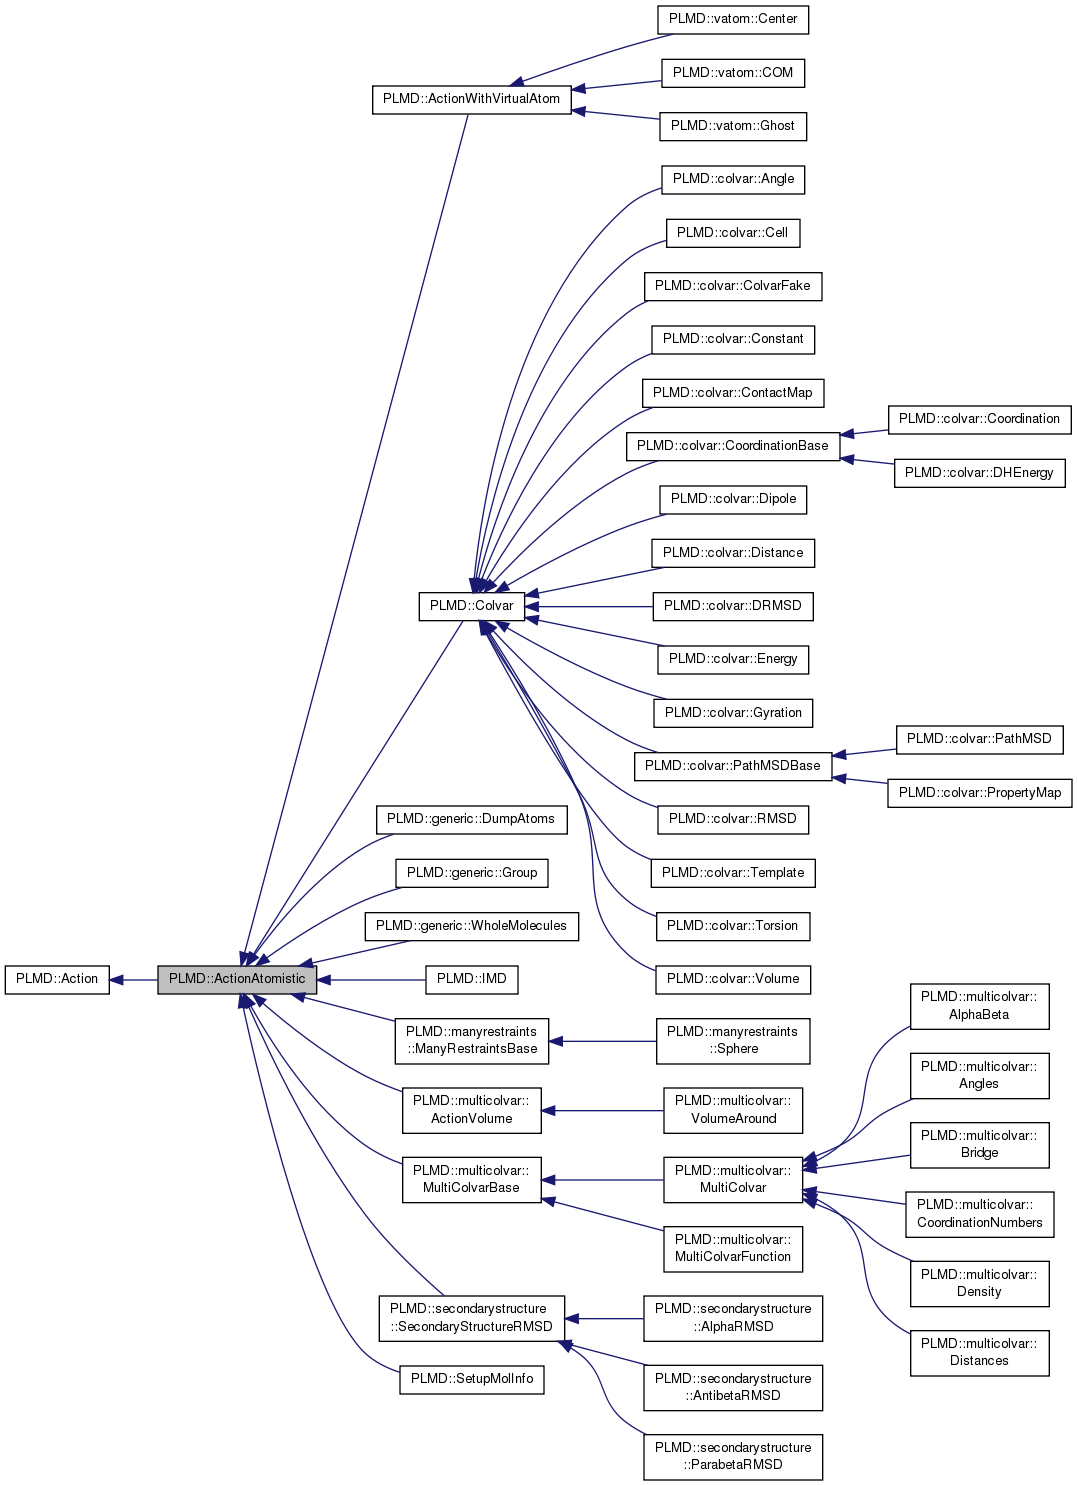 PLMD::vatom::Center
PLMD::vatom::COM
PLMD::ActionWithVirtualAtom
PLMD::vatom::Ghost
PLMD::colvar::Angle
PLMD::colvar::Cell
PLMD::colvar::ColvarFake
PLMD::colvar::Constant
PLMD::colvar::ContactMap
PLMD::colvar::Coordination
PLMD::colvar::CoordinationBase
PLMD::colvar::DHEnergy
PLMD::colvar::Dipole
PLMD::colvar::Distance
PLMD::Colvar
PLMD::colvar::DRMSD
PLMD::colvar::Energy
PLMD::colvar::Gyration
PLMD::colvar::PathMSD
PLMD::colvar::PathMSDBase
PLMD::colvar::PropertyMap
PLMD::generic::DumpAtoms
PLMD::colvar::RMSD
PLMD::generic::Group
PLMD::colvar::Template
PLMD::generic::WholeMolecules
PLMD::colvar::Torsion
PLMD::Action
PLMD::ActionAtomistic
PLMD::IMD
PLMD::colvar::Volume
PLMD::multicolvar::
AlphaBeta
PLMD::manyrestraints
::ManyRestraintsBase
PLMD::manyrestraints
::Sphere
PLMD::multicolvar::
Angles
PLMD::multicolvar::
ActionVolume
PLMD::multicolvar::
VolumeAround
PLMD::multicolvar::
Bridge
PLMD::multicolvar::
MultiColvarBase
PLMD::multicolvar::
MultiColvar
PLMD::multicolvar::
CoordinationNumbers
PLMD::multicolvar::
MultiColvarFunction
PLMD::multicolvar::
Density
PLMD::secondarystructure
::SecondaryStructureRMSD
PLMD::secondarystructure
::AlphaRMSD
PLMD::multicolvar::
Distances
PLMD::SetupMolInfo
PLMD::secondarystructure
::AntibetaRMSD
PLMD::secondarystructure
::ParabetaRMSD